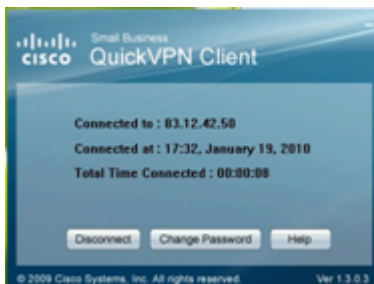 Small Business
CISCO QuickVPN Client
Connected to : 83.12.42.50
Connected at : 17:32, January 19, 2010
Total Time Connected : 00:00:08
Disconnect Change Password Help
© 2009 Cisco Systems, Inc. All rights reserved. Ver 1.3.0.3